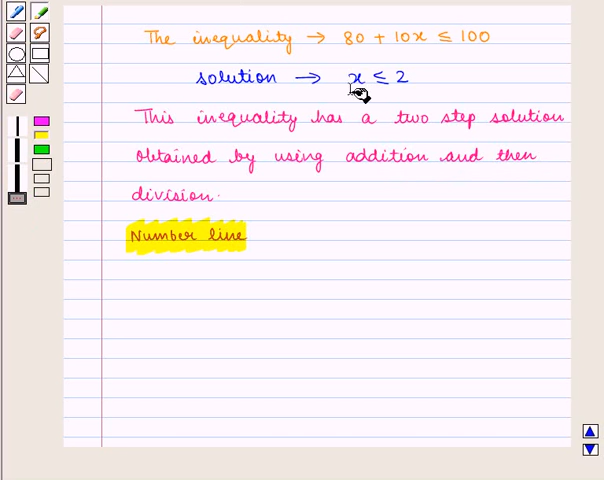 The inequality → 80 + 10x ≤ 100
solution → x ≤ 2
This inequality has a two step solution
obtained by using addition and then
division.
Number line